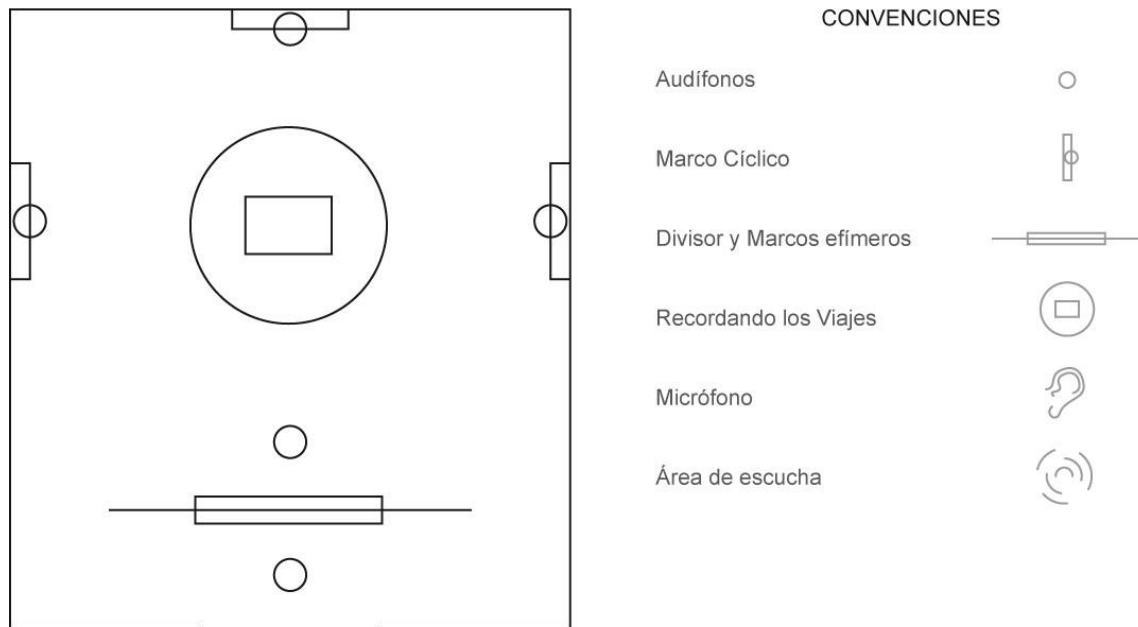 CONVENCIONES
Audífonos
Marco Cíclico
Divisor y Marcos efímeros
Recordando los Viajes
Micrófono
Área de escucha